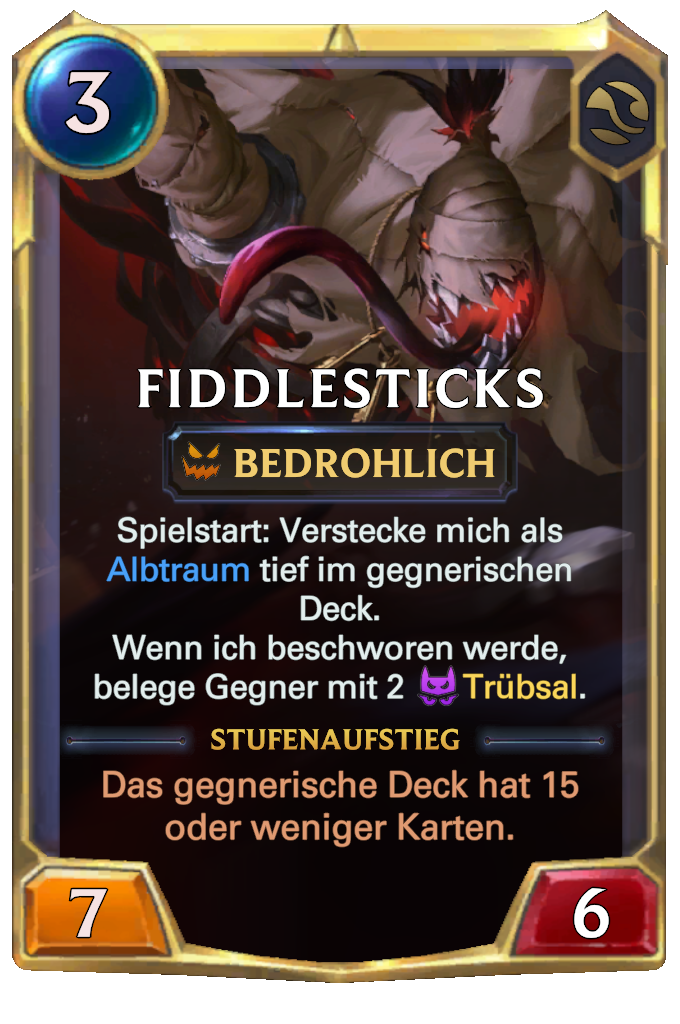 3
FIDDLESTICKS
BEDROHLICH
Spielstart: Verstecke mich als
Albtraum tief im gegnerischen
Deck.
Wenn ich beschworen werde,
belege Gegner mit 2 Trübsal.
STUFENAUFSTIEG
Das gegnerische Deck hat 15
oder weniger Karten.
7
6